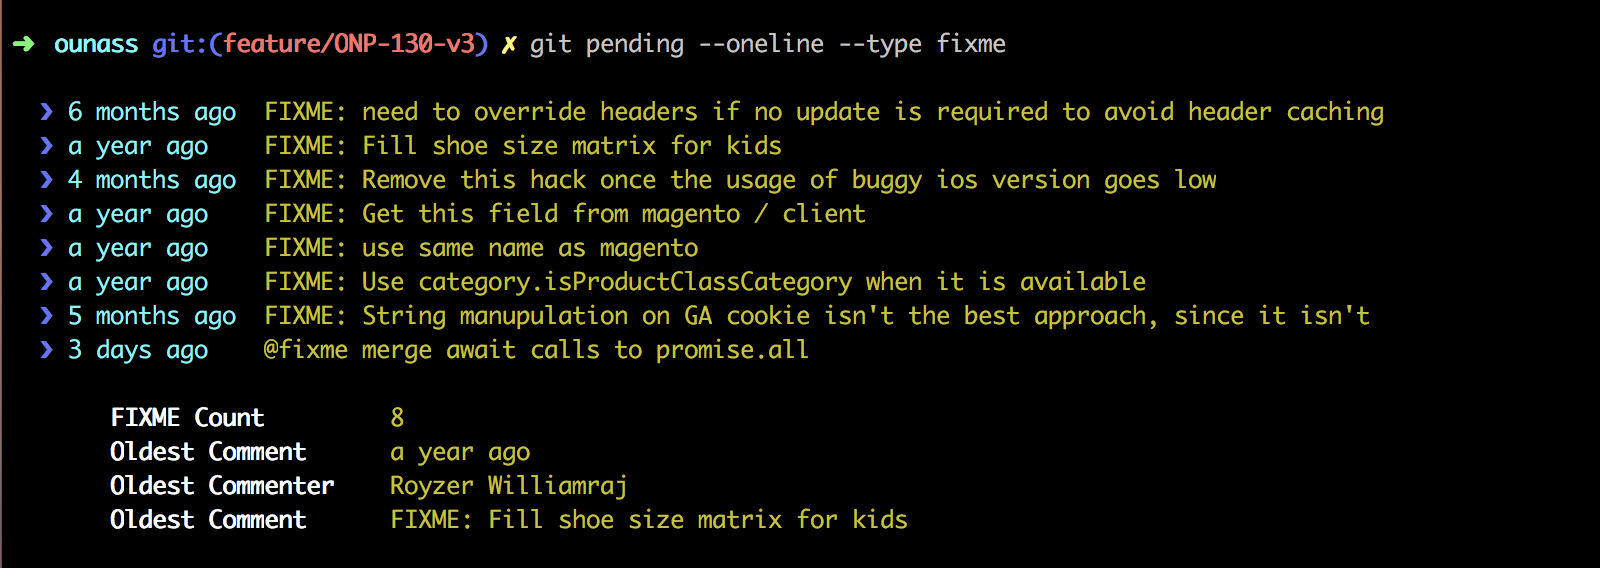 ➜ ounass git:(feature/ONP-130-v3) ✗ git pending --oneline --type fixme
❯ 6 months ago FIXME: need to override headers if no update is required to avoid header caching
❯ a year ago FIXME: Fill shoe size matrix for kids
❯ 4 months ago FIXME: Remove this hack once the usage of buggy ios version goes low
❯ a year ago FIXME: Get this field from magento / client
❯ a year ago FIXME: use same name as magento
❯ a year ago FIXME: Use category.isProductClassCategory when it is available
❯ 5 months ago FIXME: String manupulation on GA cookie isn't the best approach, since it isn't
❯ 3 days ago @fixme merge await calls to promise.all
FIXME Count 8
Oldest Comment a year ago
Oldest Commenter Royzer Williamraj
Oldest Comment FIXME: Fill shoe size matrix for kids